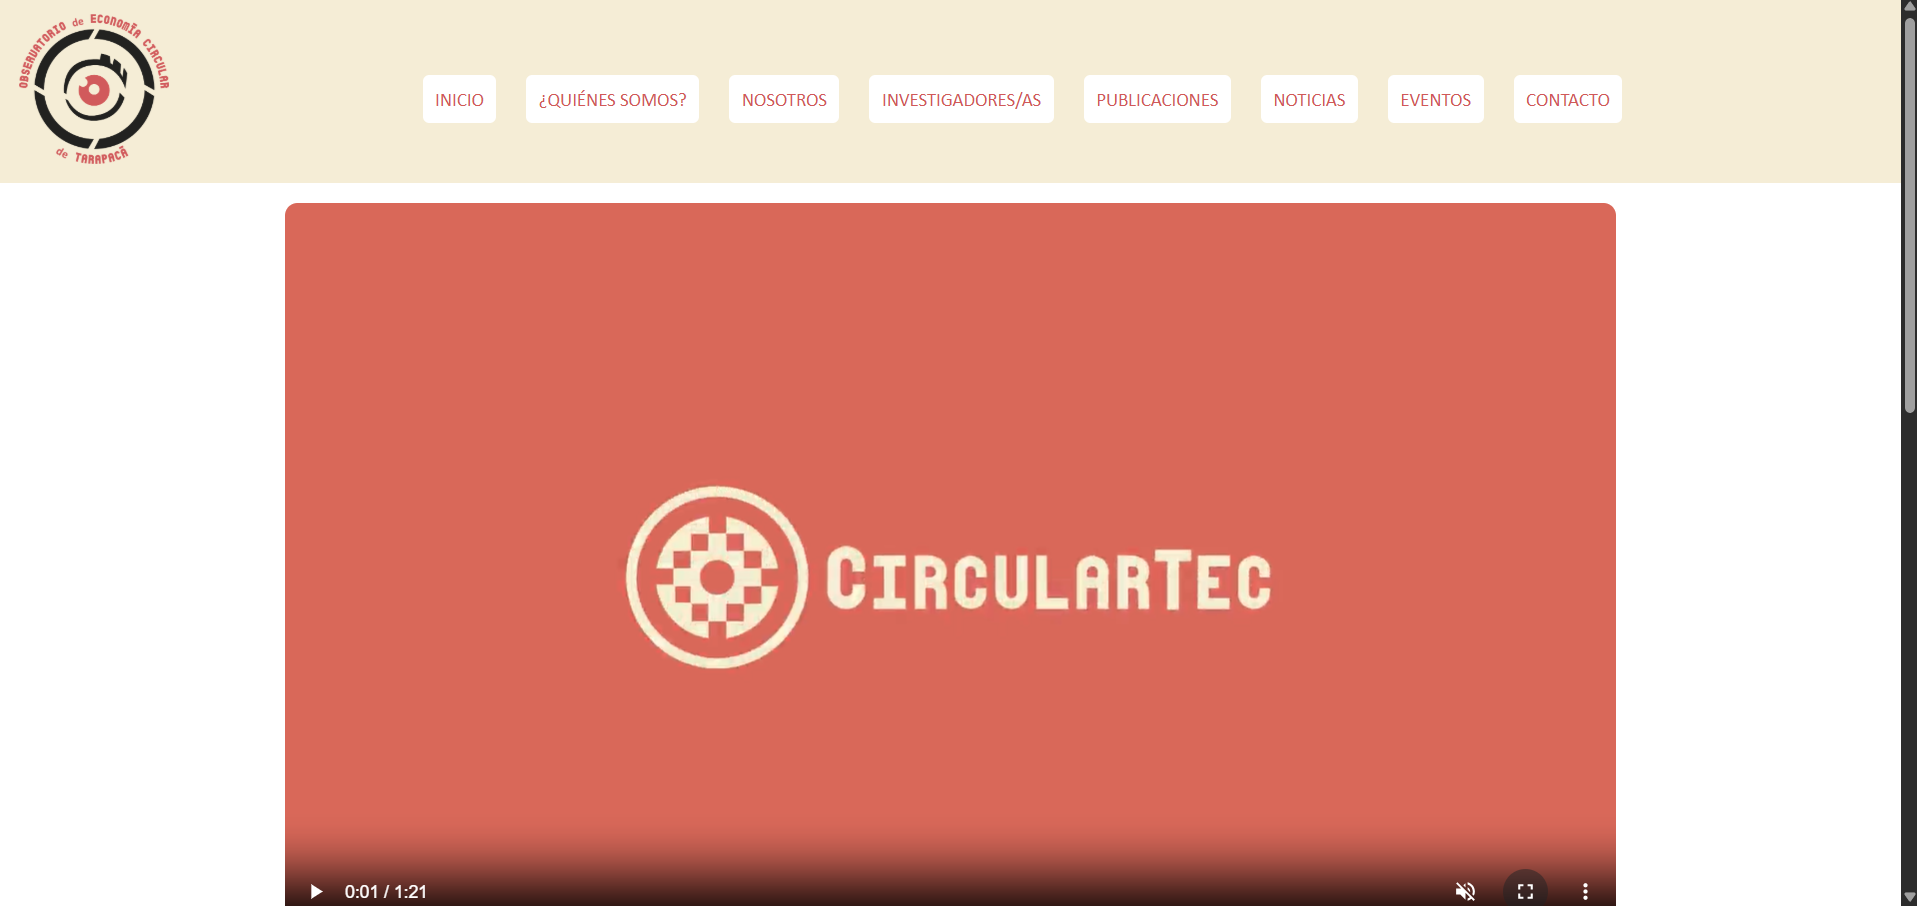 OBSERVATORIO de ECONOMÍA CIRCULAR
de TARAPACÁ
INICIO
¿QUIÉNES SOMOS?
NOSOTROS
INVESTIGADORES/AS
PUBLICACIONES
NOTICIAS
EVENTOS
CONTACTO
CIRCULARTEC
0:01 / 1:21